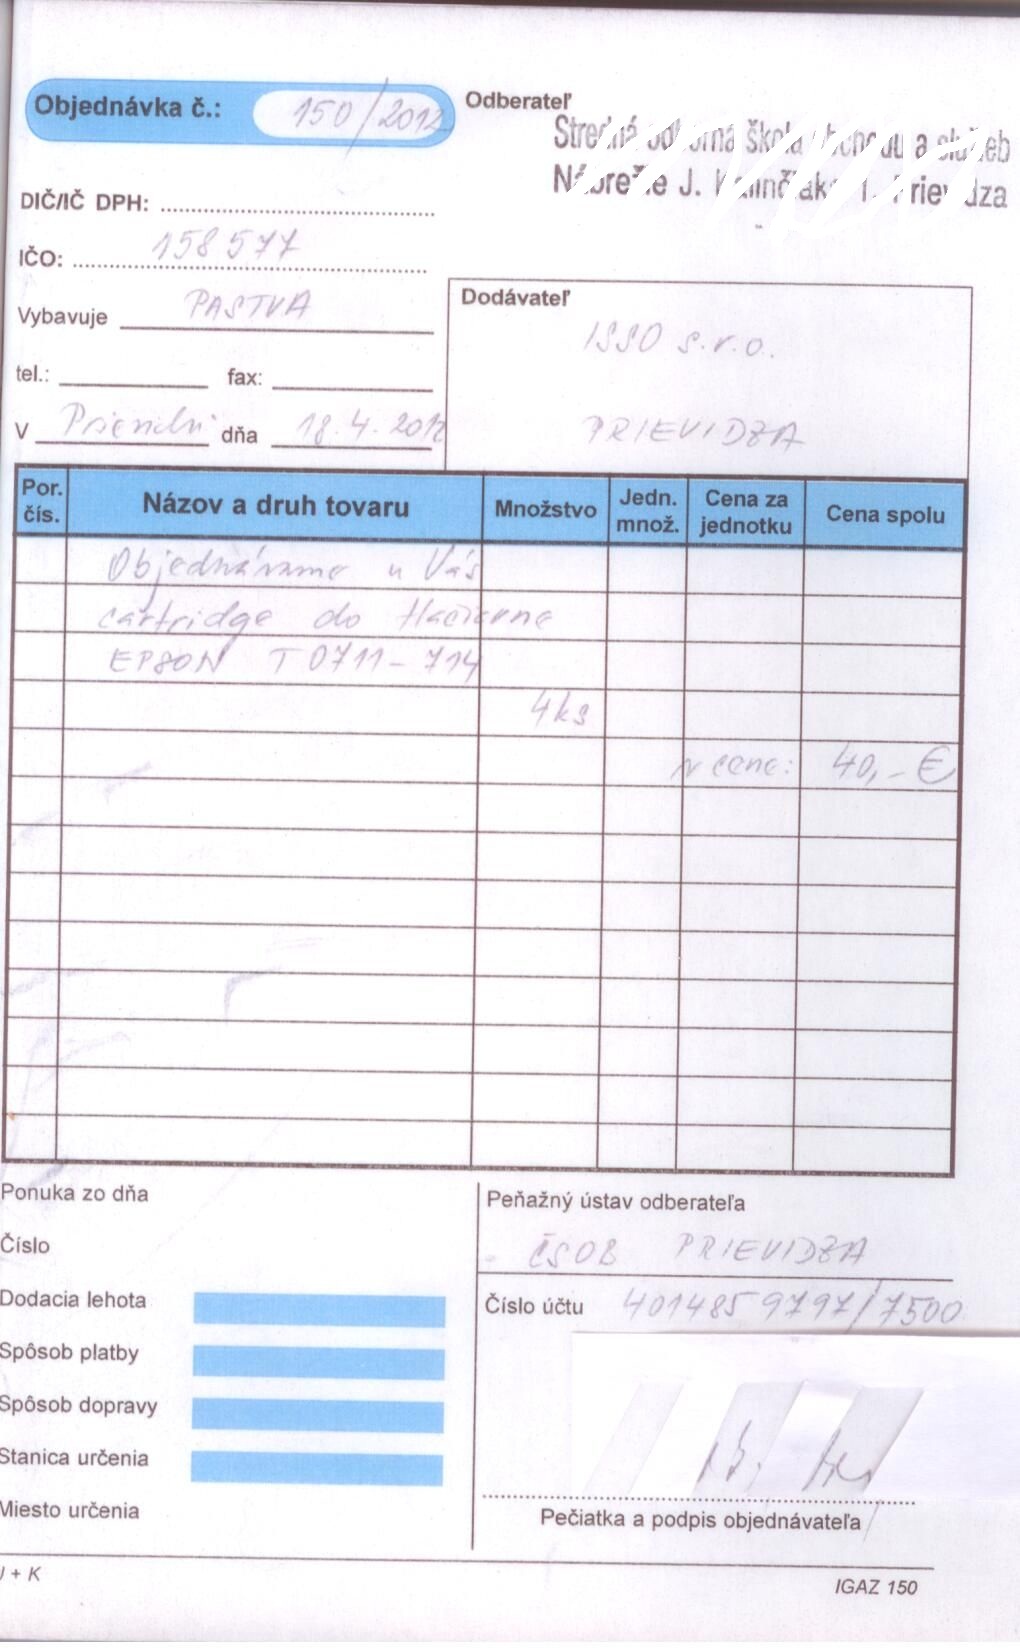 Objednávka č.: 150/2012
Odberateľ
Stredná odborná škola obchodu a služieb
Nábrežie J. Kalinčiaka 1, Prievidza
DIČ/IČ DPH:
IČO: 158577
Vybavuje PASTVA
Dodávateľ
ISSO s.r.o.
PRIEVIDZA
tel.: fax:
V dňa 18.4.2012
Por. čís. Názov a druh tovaru Množstvo Jedn. množ. Cena za jednotku Cena spolu
Objednávame u Vás
cartridge do tlačiarne
EPSON T0711-714
4ks
v cene: 40,- €
Ponuka zo dňa
Číslo
Dodacia lehota
Spôsob platby
Spôsob dopravy
Stanica určenia
Miesto určenia
Peňažný ústav odberateľa
ČSOB PRIEVIDZA
Číslo účtu 4014859797/7500
Pečiatka a podpis objednávateľa
+ K
IGAZ 150